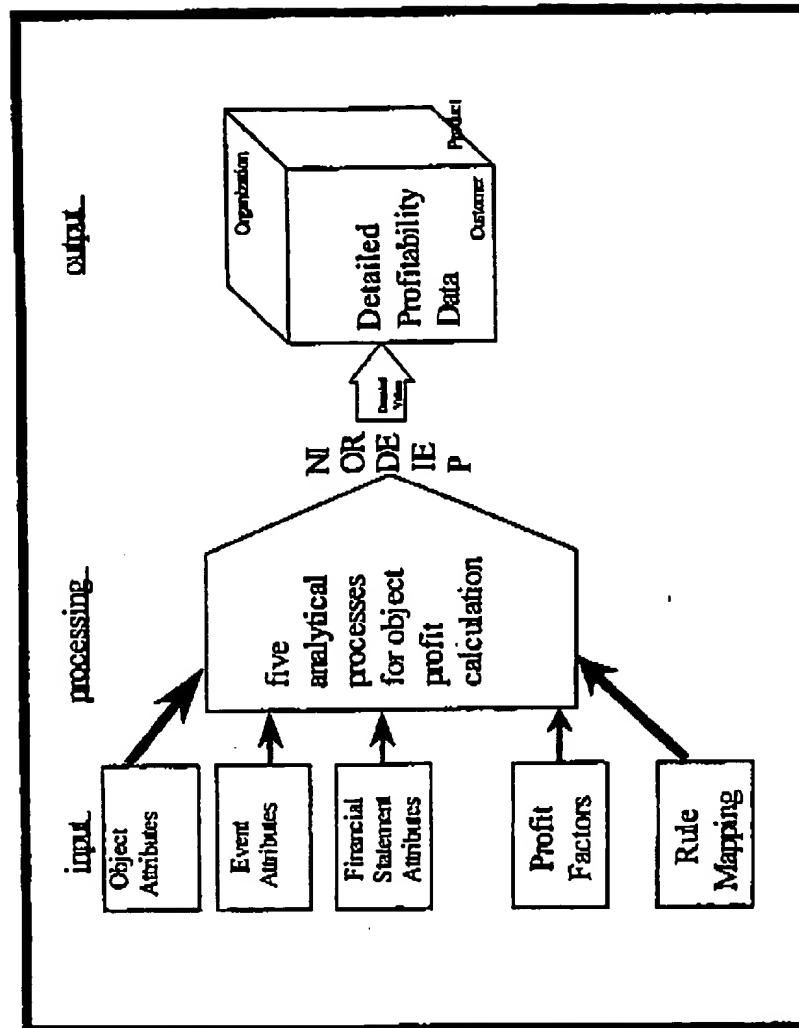 input
processing
output
Object
Attributes
Event
Attributes
Financial
Statement
Attributes
Profit
Factors
Rule
Mapping
five
analytical
processes
for object
profit
calculation
NI
OR
DE
IE
P
Detailed
Profitability
Data
Organization
Customer
Product